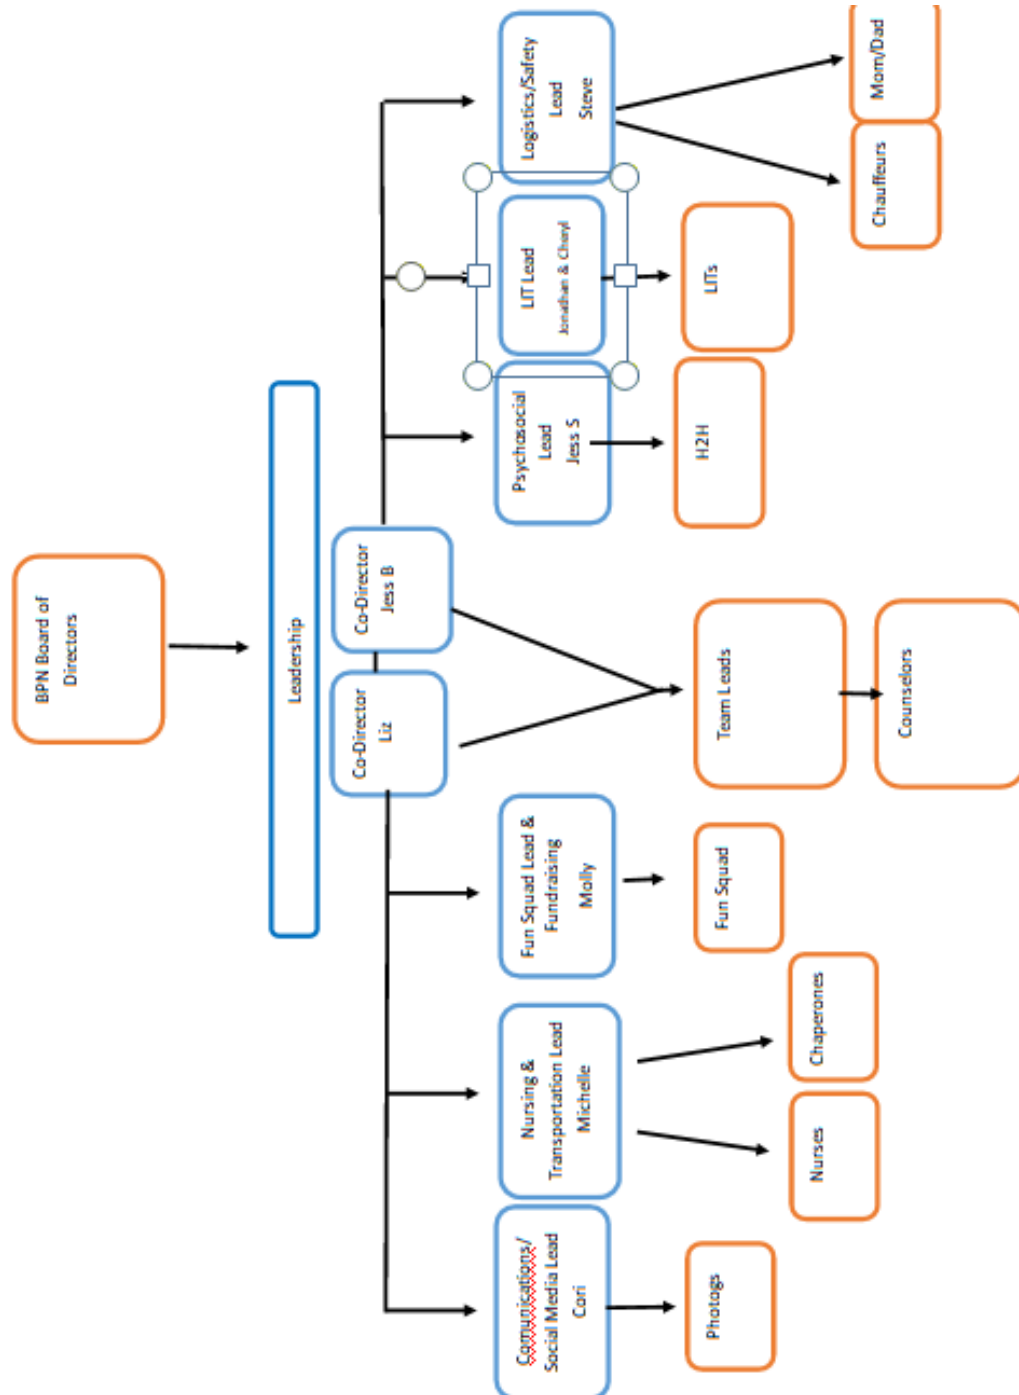 BPN Board of
Directors
Leadership
Co-Director
Liz
Co-Director
Jess B
Comunications/
Social Media Lead
Cori
Nursing &
Transportation Lead
Michelle
Fun Squad Lead &
Fundraising
Molly
Psychosocial
Lead
Jess S
LIT Lead
Jonathan & Cheryl
Logistics/Safety
Lead
Steve
Photogs
Nurses
Chaperones
Fun Squad
Team Leads
Counselors
H2H
LITs
Chauffeurs
Mom/Dad